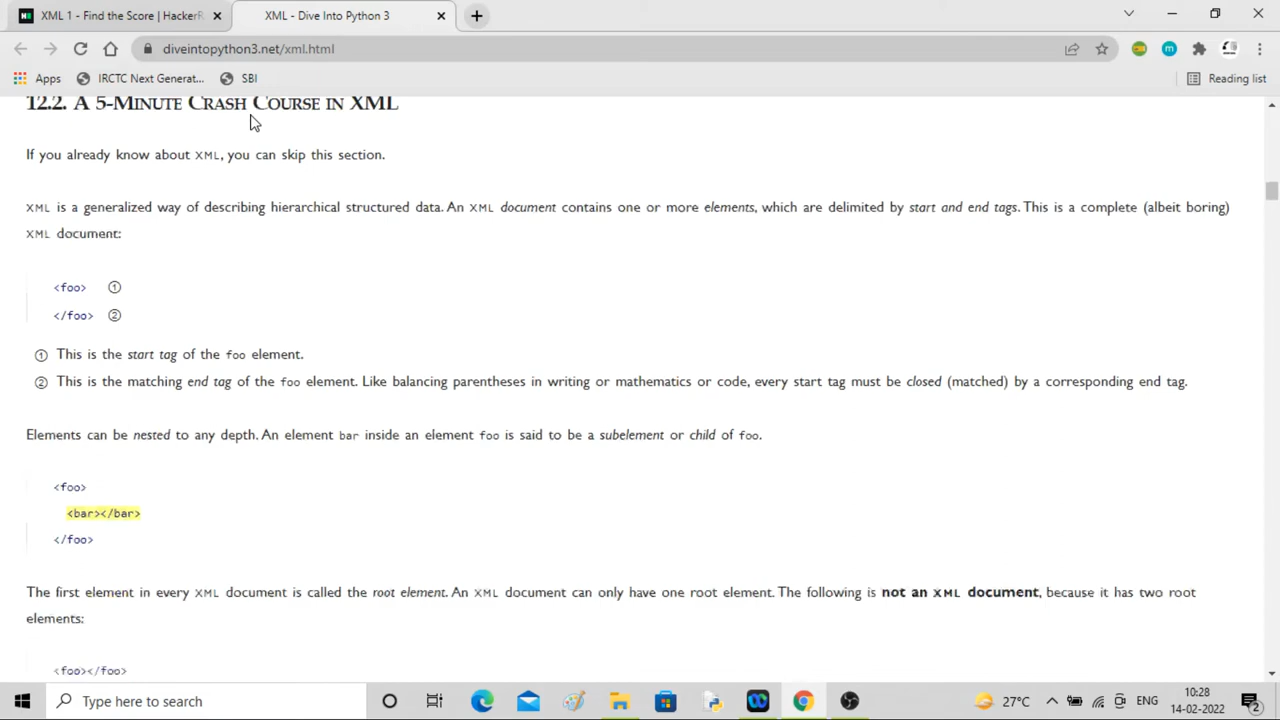 XML 1 - Find the Score | HackerR
XML - Dive Into Python 3
diveintopython3.net/xml.html
Apps
IRCTC Next Generat...
SBI
Reading list
12.2. A 5-Minute Crash Course in XML
If you already know about XML, you can skip this section.
XML is a generalized way of describing hierarchical structured data. An XML document contains one or more elements, which are delimited by start and end tags. This is a complete (albeit boring)
XML document:
<foo> ①
</foo> ②
① This is the start tag of the foo element.
② This is the matching end tag of the foo element. Like balancing parentheses in writing or mathematics or code, every start tag must be closed (matched) by a corresponding end tag.
Elements can be nested to any depth. An element bar inside an element foo is said to be a subelement or child of foo.
<foo>
<bar></bar>
</foo>
The first element in every XML document is called the root element. An XML document can only have one root element. The following is not an XML document, because it has two root
elements:
<foo></foo>
Type here to search
27°C
ENG
10:28
14-02-2022
2